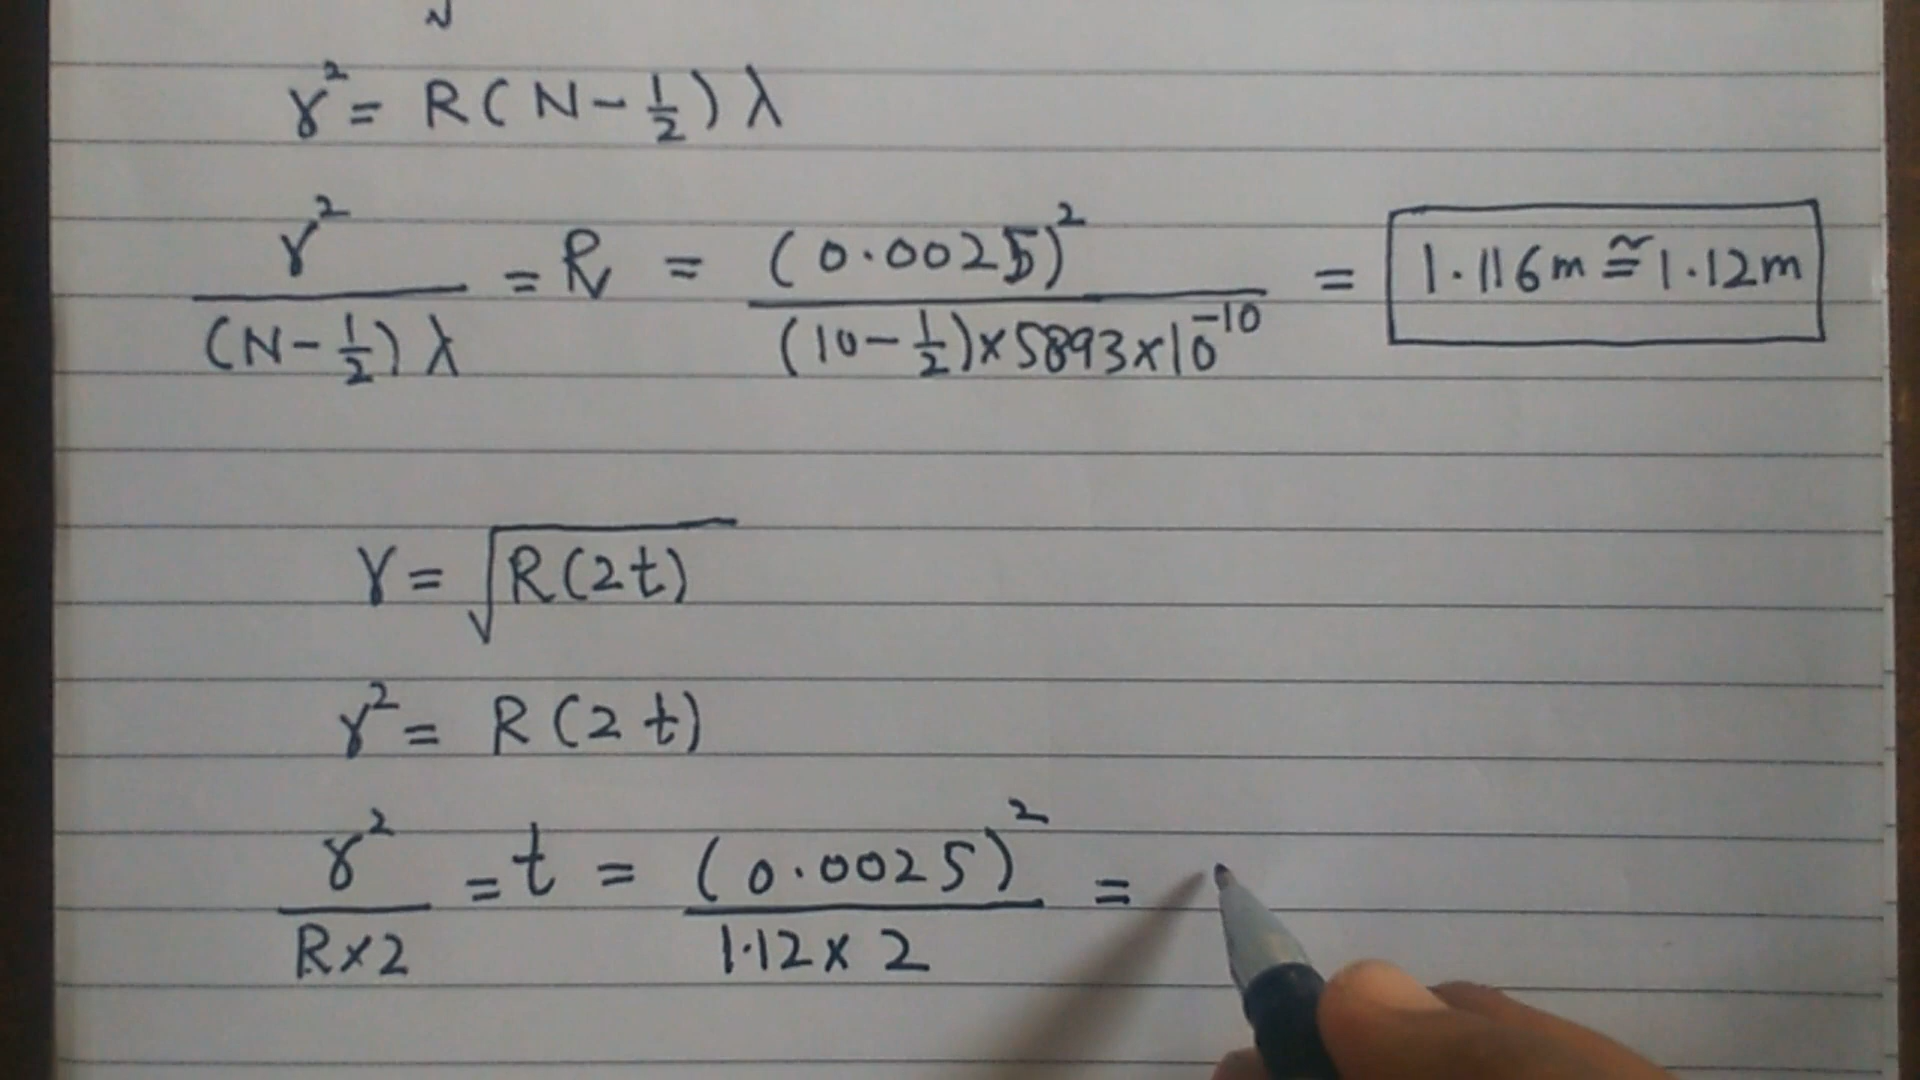 r² = R(N - 1/2) λ
r² / (N - 1/2) λ = R = (0.0025)² / (10 - 1/2) × 5893 × 10⁻¹⁰ = 1.116m ≅ 1.12m
r = √R(2t)
r² = R(2t)
r² / R×2 = t = (0.0025)² / 1.12 × 2 =